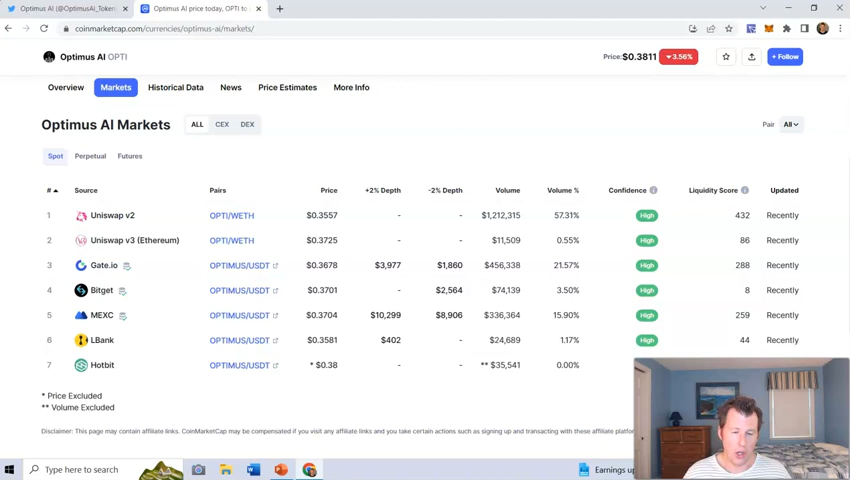 Optimus AI (@OptimusAI_Token
Optimus AI price today, OPTI to
coinmarketcap.com/currencies/optimus-ai/markets/
Optimus AI OPTI
Price:$0.3811
3.56%
+ Follow
Overview Markets Historical Data News Price Estimates More Info
Optimus AI Markets ALL CEX DEX Pair All
Spot Perpetual Futures
# Source Pairs Price +2% Depth -2% Depth Volume Volume % Confidence Liquidity Score Updated
1 Uniswap v2 OPTI/WETH $0.3557 - - $1,212,315 57.31% High 432 Recently
2 Uniswap v3 (Ethereum) OPTI/WETH $0.3725 - - $11,509 0.55% High 86 Recently
3 Gate.io OPTIMUS/USDT $0.3678 $3,977 $1,860 $456,338 21.57% High 288 Recently
4 Bitget OPTIMUS/USDT $0.3701 - $2,564 $74,139 3.50% High 8 Recently
5 MEXC OPTIMUS/USDT $0.3704 $10,299 $8,906 $336,364 15.90% High 259 Recently
6 LBank OPTIMUS/USDT $0.3581 $402 - $24,689 1.17% High 44 Recently
7 Hotbit OPTIMUS/USDT * $0.38 - - ** $35,541 0.00%
* Price Excluded
** Volume Excluded
Disclaimer: This page may contain affiliate links. CoinMarketCap may be compensated if you visit any affiliate links and you take certain actions such as signing up and transacting with these affiliate platfor
Type here to search
Earnings up